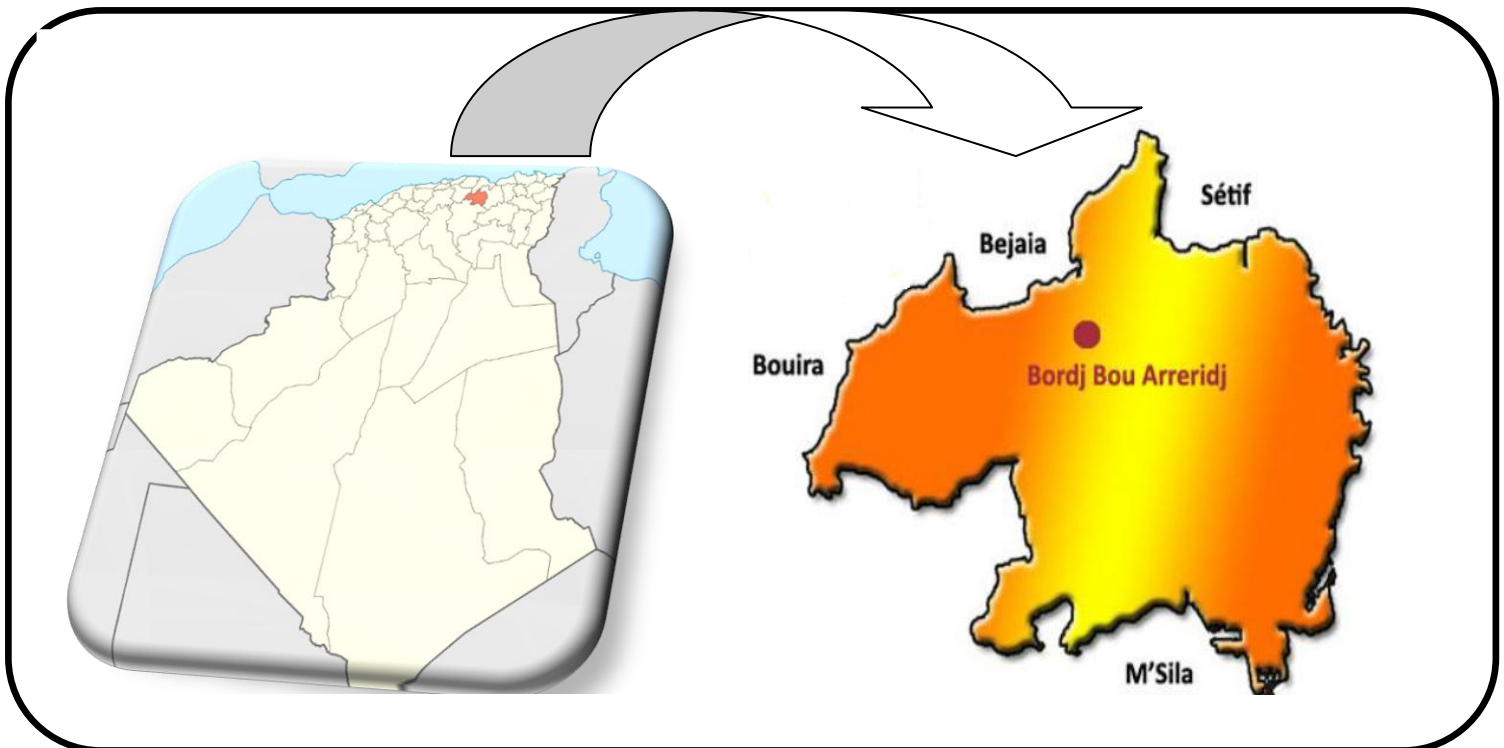 Sétif
Bejaia
Bouira
Bordj Bou Arreridj
M'Sila